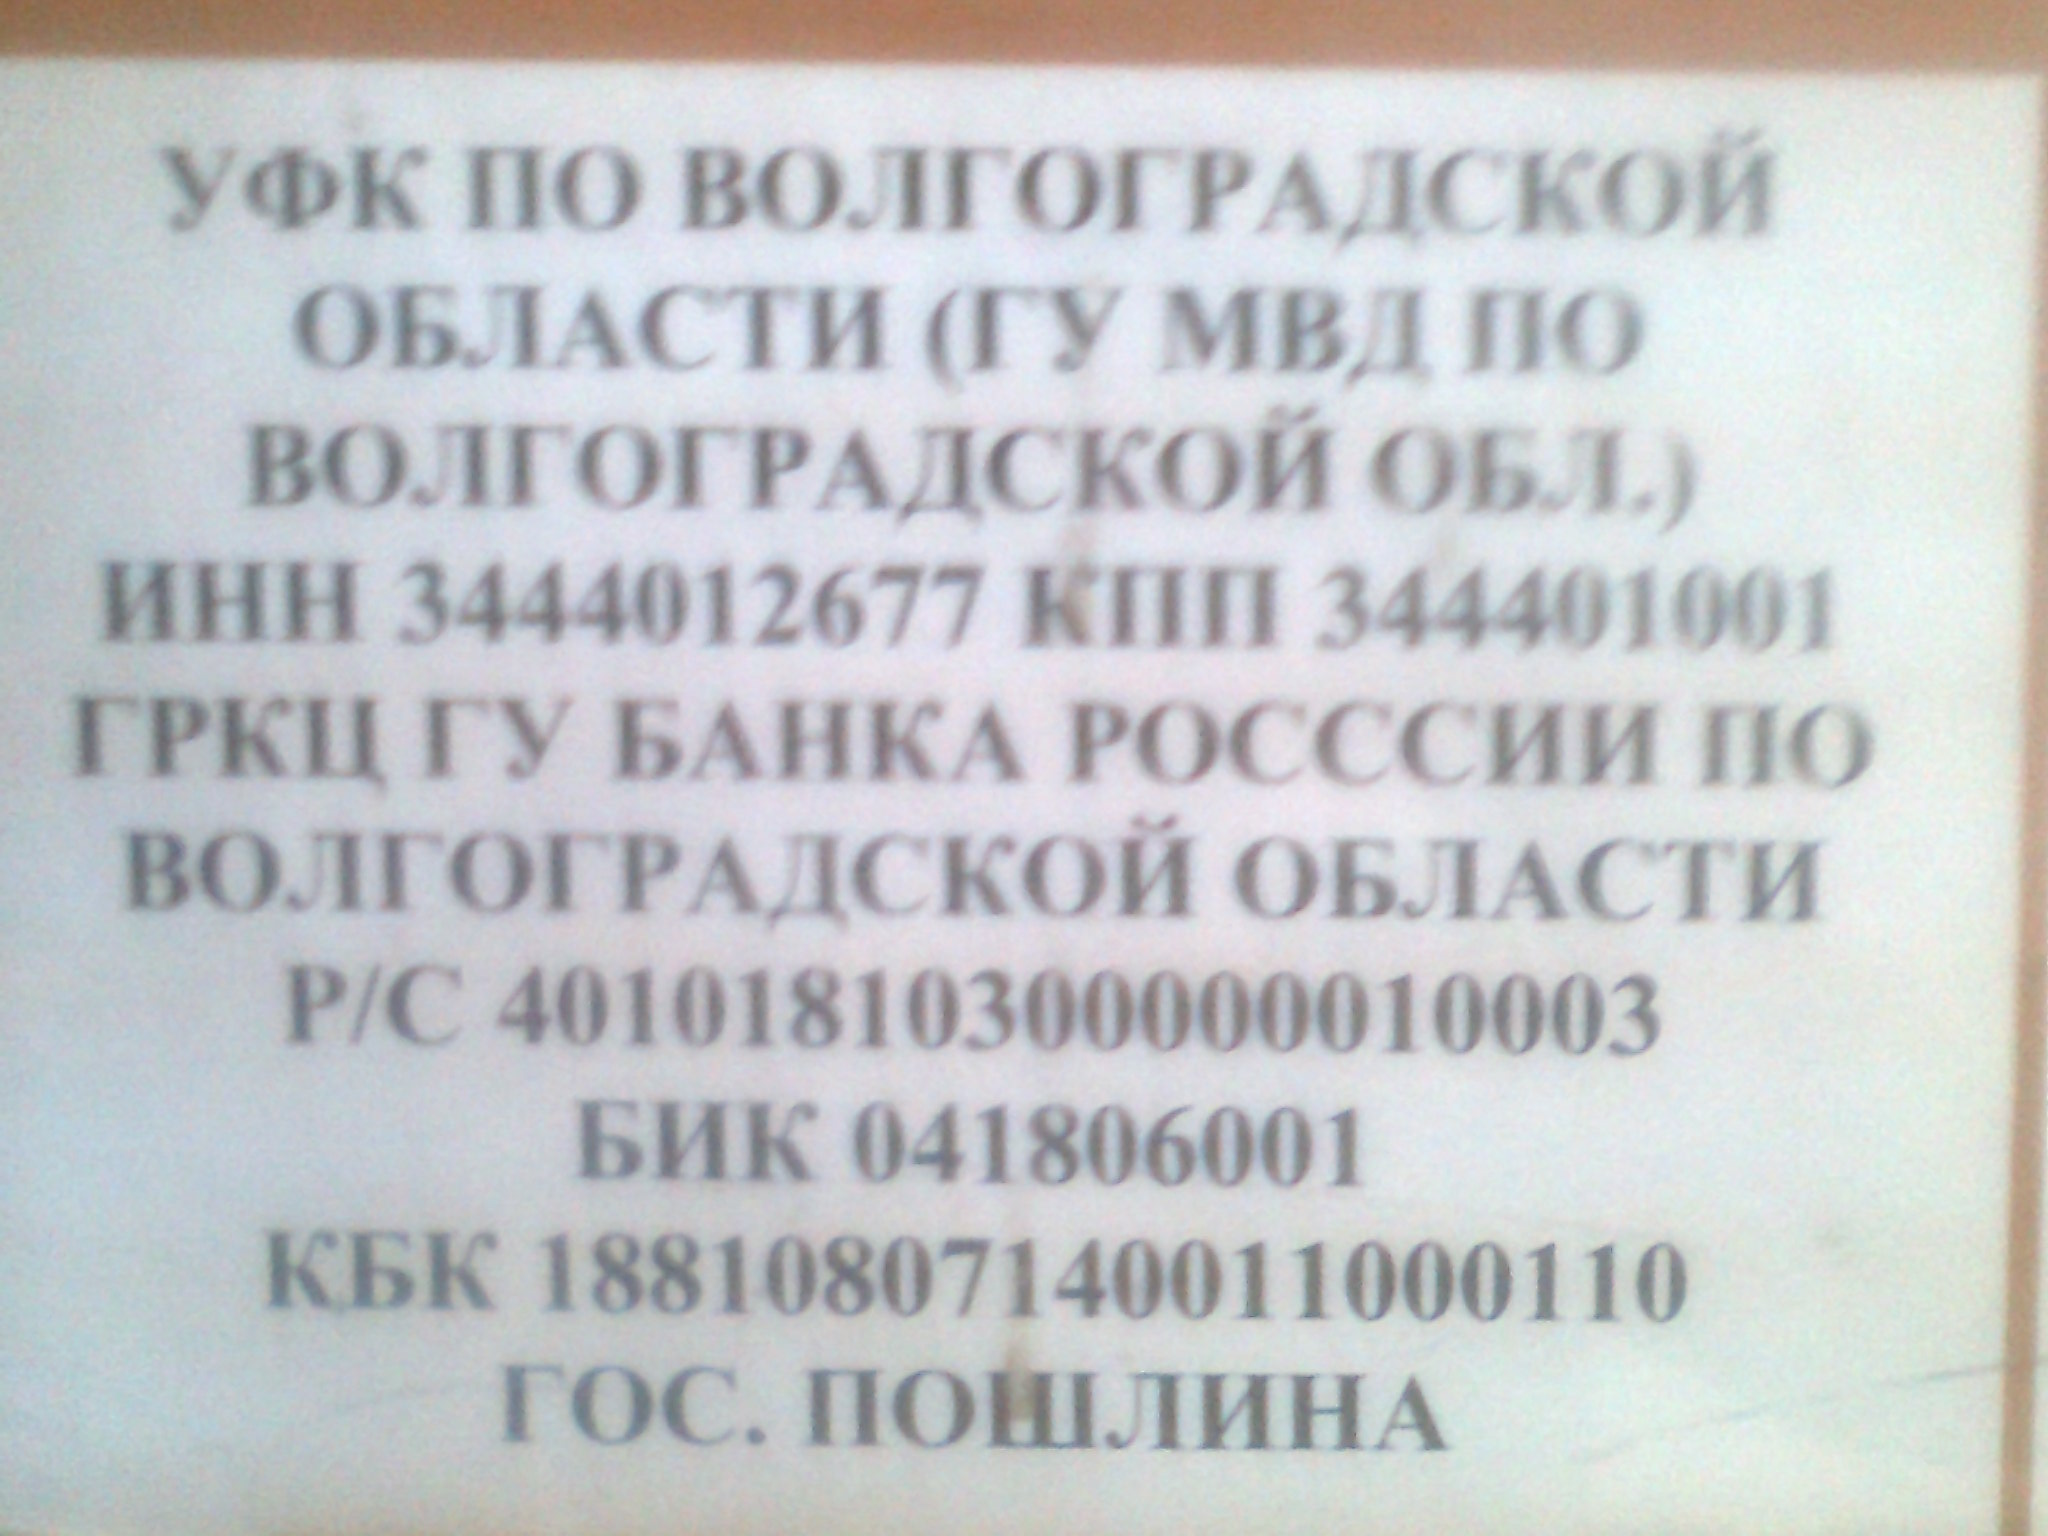 УФК ПО ВОЛГОГРАДСКОЙ
ОБЛАСТИ (ГУ МВД ПО
ВОЛГОГРАДСКОЙ ОБЛ.)
ИНН 3444012677 КПП 344401001
ГРКЦ ГУ БАНКА РОСССИИ ПО
ВОЛГОГРАДСКОЙ ОБЛАСТИ
Р/С 40101810300000010003
БИК 041806001
КБК 18810807140011000110
ГОС. ПОШЛИНА